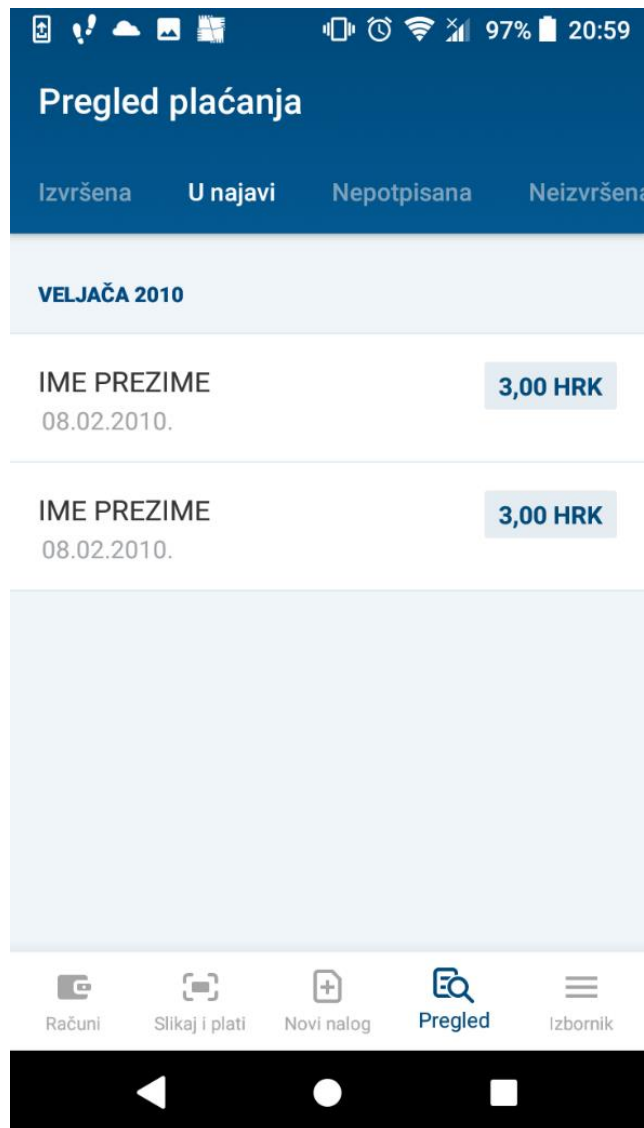 97% 20:59
Pregled plaćanja
Izvršena U najavi Nepotpisana Neizvršena
VELJAČA 2010
IME PREZIME 3,00 HRK
08.02.2010.
IME PREZIME 3,00 HRK
08.02.2010.
Računi Slikaj i plati Novi nalog Pregled Izbornik